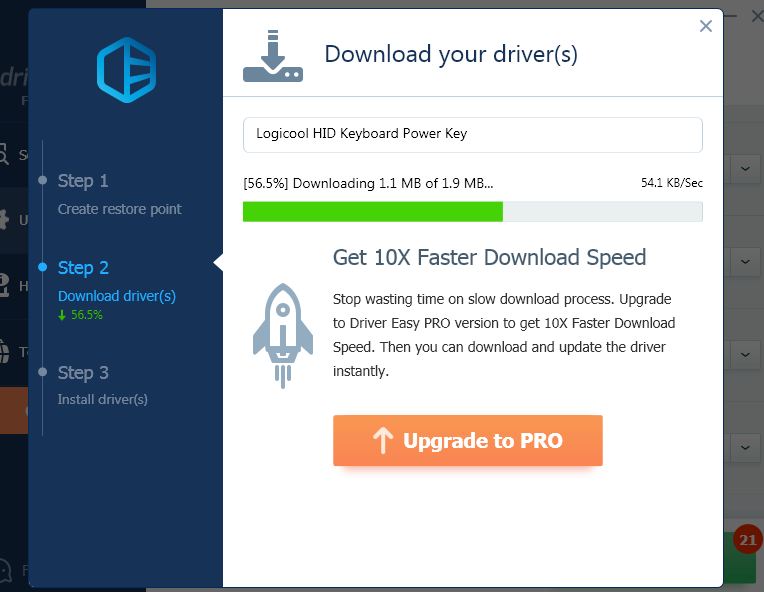 Download your driver(s)
Logicool HID Keyboard Power Key
[56.5%] Downloading 1.1 MB of 1.9 MB...
54.1 KB/Sec
Step 1
Create restore point
Step 2
Download driver(s)
56.5%
Step 3
Install driver(s)
Get 10X Faster Download Speed
Stop wasting time on slow download process. Upgrade
to Driver Easy PRO version to get 10X Faster Download
Speed. Then you can download and update the driver
instantly.
Upgrade to PRO
21